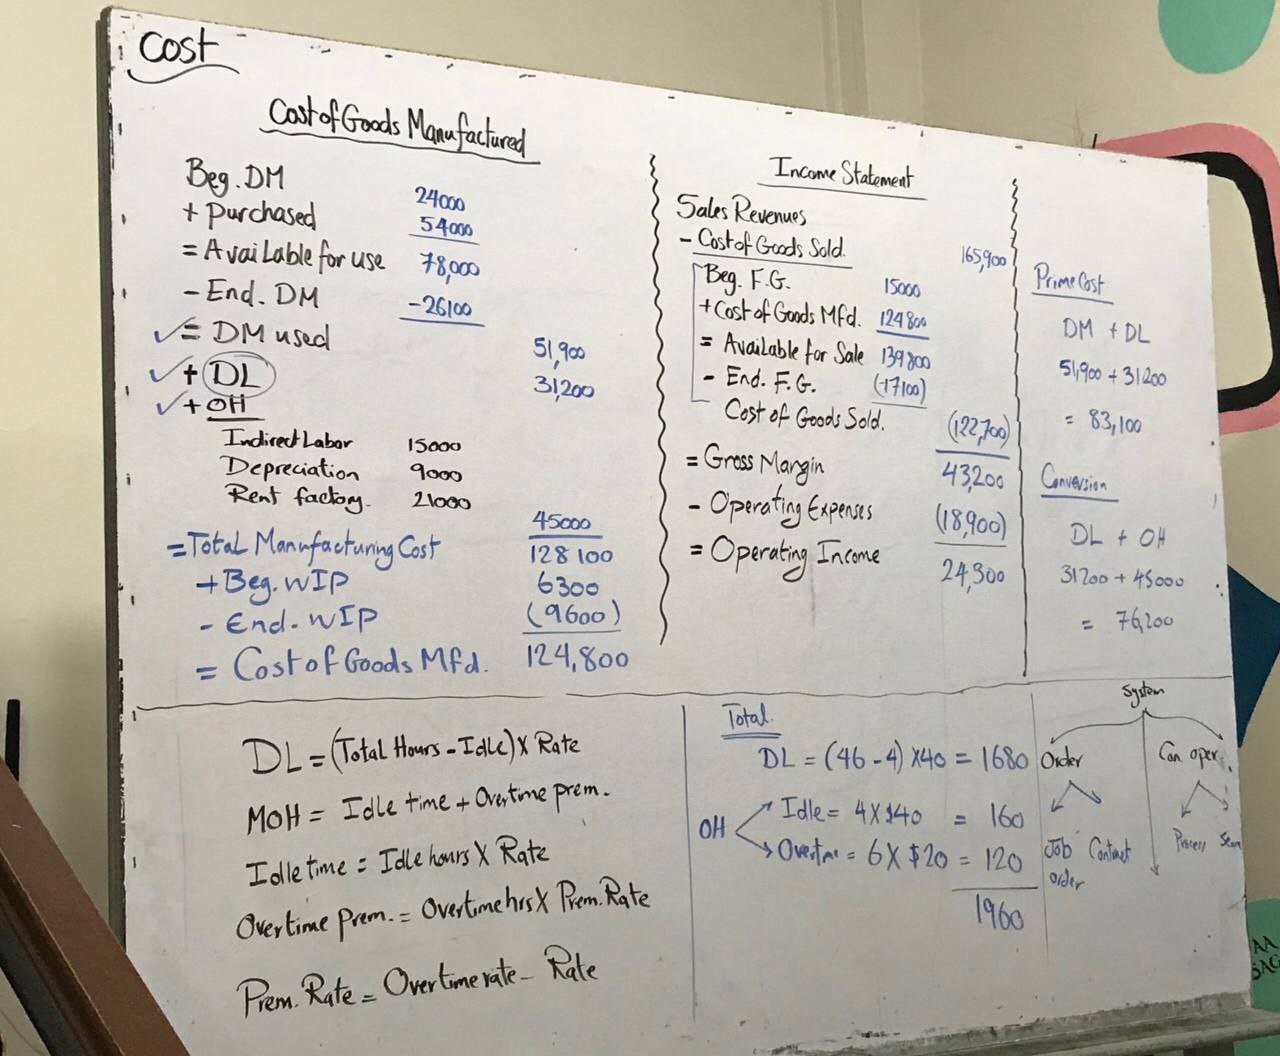 Cost
Cost of Goods Manufactured
Beg. DM 24000
+ Purchased 54000
= Available for use 78,000
- End. DM -26100
✓ = DM used 51,900
✓ + DL 31,200
✓ + OH
Indirect Labor 15000
Depreciation 9000
Rent factory. 21000
45000
= Total Manufacturing Cost 128100
+ Beg. WIP 6300
- End. WIP (9600)
= Cost of Goods Mfd. 124,800
Income Statement
Sales Revenues 165,900
- Cost of Goods Sold.
Beg. F.G. 15000
+ Cost of Goods Mfd. 124800
= Available for Sale 139800
- End. F.G. (-17100)
Cost of Goods Sold. (122,700)
= Gross Margin 43,200
- Operating Expenses (18,900)
= Operating Income 24,300
Prime Cost
DM + DL
51,900 + 31200
= 83,100
Conversion
DL + OH
31200 + 45000
= 76,200
DL = (Total Hours - Idle) X Rate
MOH = Idle time + Overtime prem.
Idle time = Idle hours X Rate
Overtime Prem. = Overtime hrs X Prem. Rate
Prem. Rate = Overtime rate - Rate
Total.
DL = (46 - 4) X 40 = 1680
OH
Idle = 4 X $40 = 160
Overtime = 6 X $20 = 120
1960
System
Order
Job Contract
Order
Con oper
Process
AA